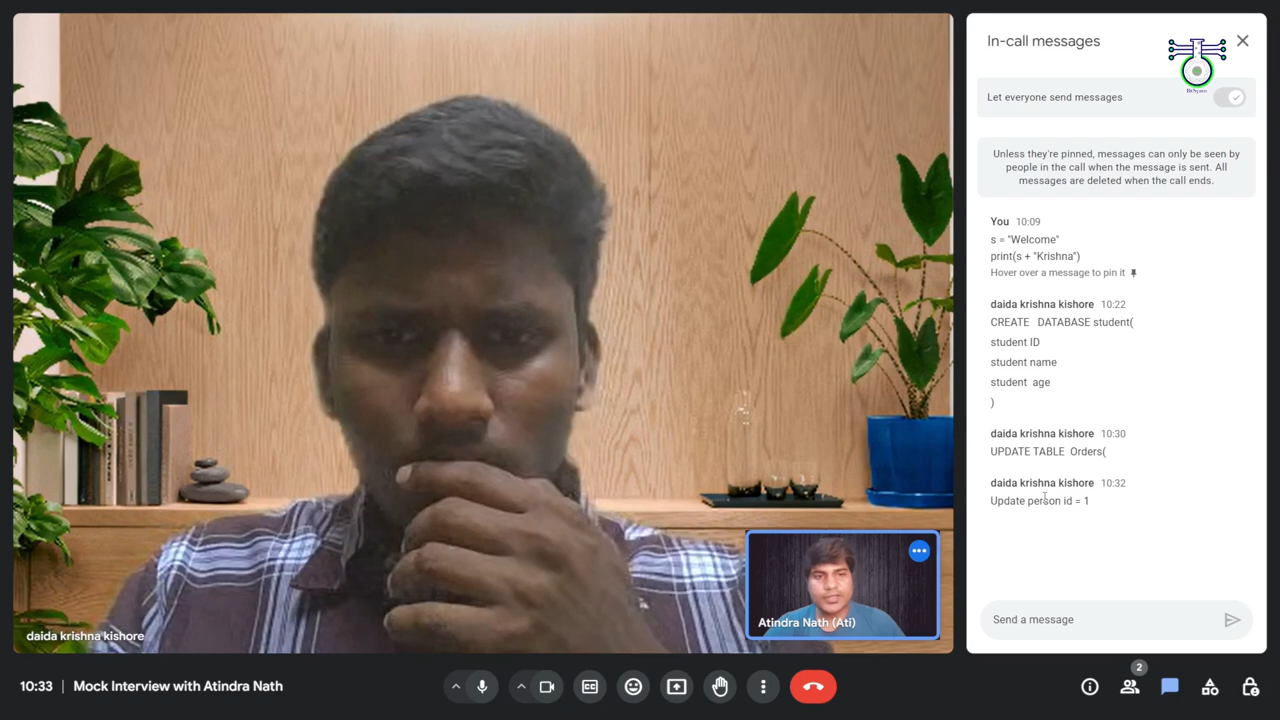 In-call messages
BitSpace
Let everyone send messages
Unless they're pinned, messages can only be seen by
people in the call when the message is sent. All
messages are deleted when the call ends.
You 10:09
s = "Welcome"
print(s + "Krishna")
Hover over a message to pin it
daida krishna kishore 10:22
CREATE DATABASE student(
student ID
student name
student age
)
daida krishna kishore 10:30
UPDATE TABLE Orders(
daida krishna kishore 10:32
Update person id = 1
Send a message
daida krishna kishore
Atindra Nath (Ati)
10:33 | Mock Interview with Atindra Nath
2